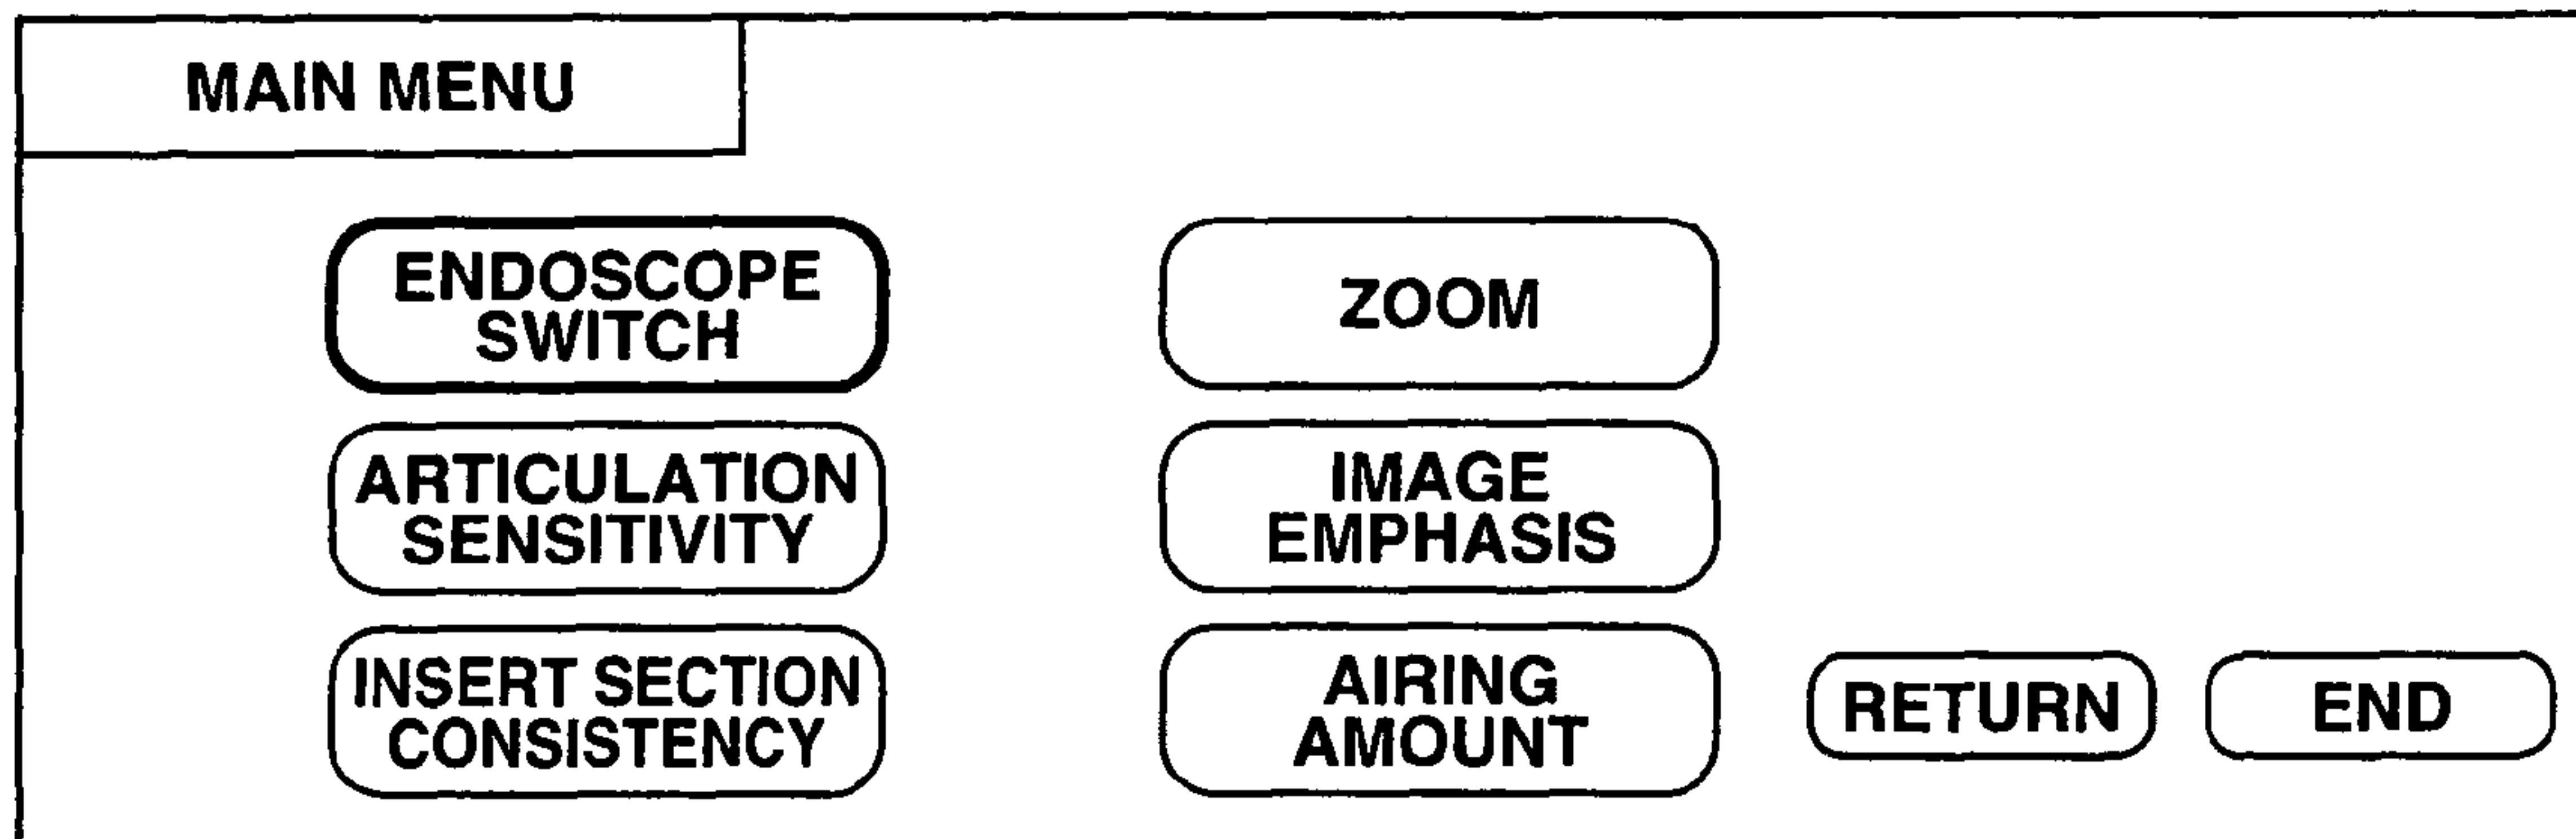 MAIN MENU
ENDOSCOPE
SWITCH
ZOOM
ARTICULATION
SENSITIVITY
IMAGE
EMPHASIS
INSERT SECTION
CONSISTENCY
AIRING
AMOUNT
RETURN
END